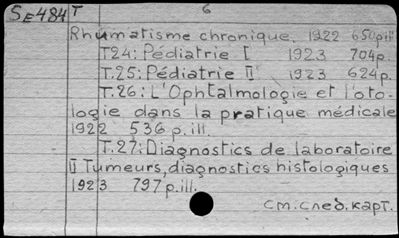 SE484 T 6
Rhumatisme chronique. 1922 650p.ill
T24: Pédiatrie I 1923 704p.
T.25: Pédiatrie II 1923 624p.
T.26: L'Ophtalmologie et l'oto-
logie dans la pratique médicale
1922 536 p.ill.
T.27: Diagnostics de laboratoire
II Tumeurs, diagnostics histologiques
1923 797 p.ill.
см.след.карт.